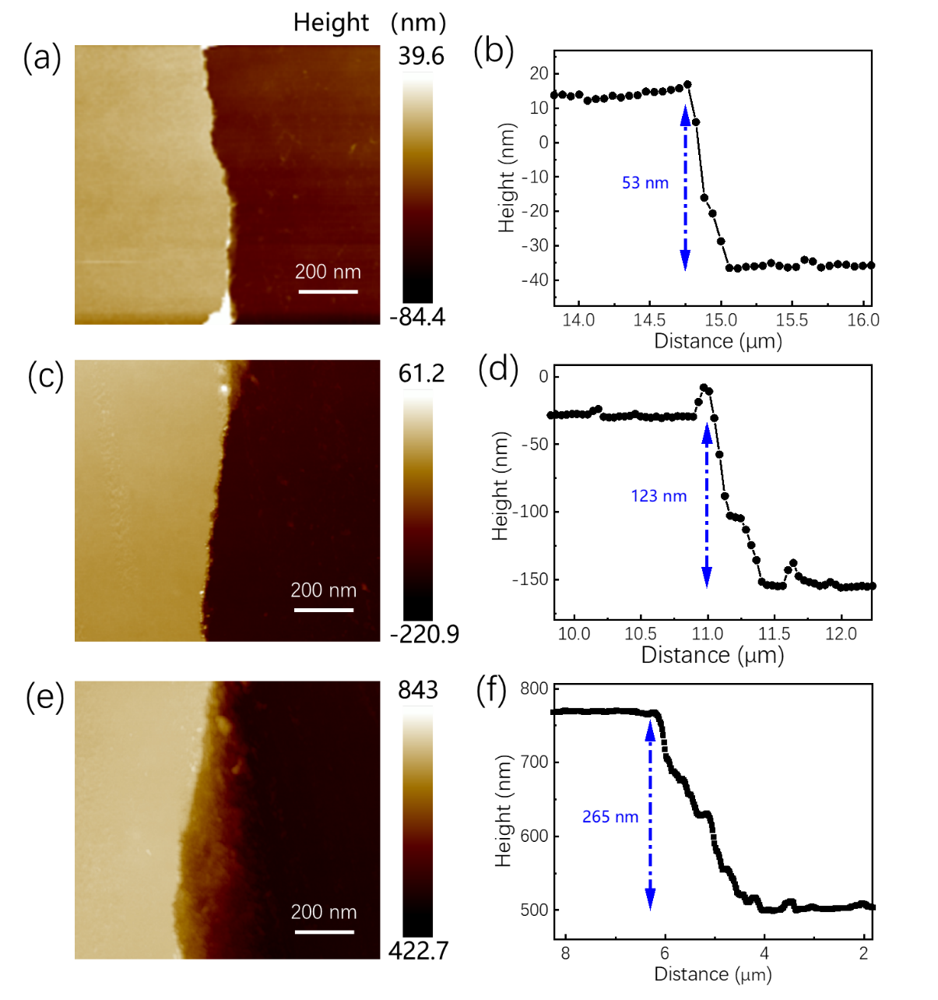 Height (nm)
(a)
39.6
-84.4
200 nm
(b)
20
10
0
-10
-20
-30
-40
Height (nm)
53 nm
14.0 14.5 15.0 15.5 16.0
Distance (μm)
(c)
61.2
-220.9
200 nm
(d)
0
-50
-100
-150
Height (nm)
123 nm
10.0 10.5 11.0 11.5 12.0
Distance (μm)
(e)
843
422.7
200 nm
(f)
800
700
600
500
Height (nm)
265 nm
8 6 4 2
Distance (μm)